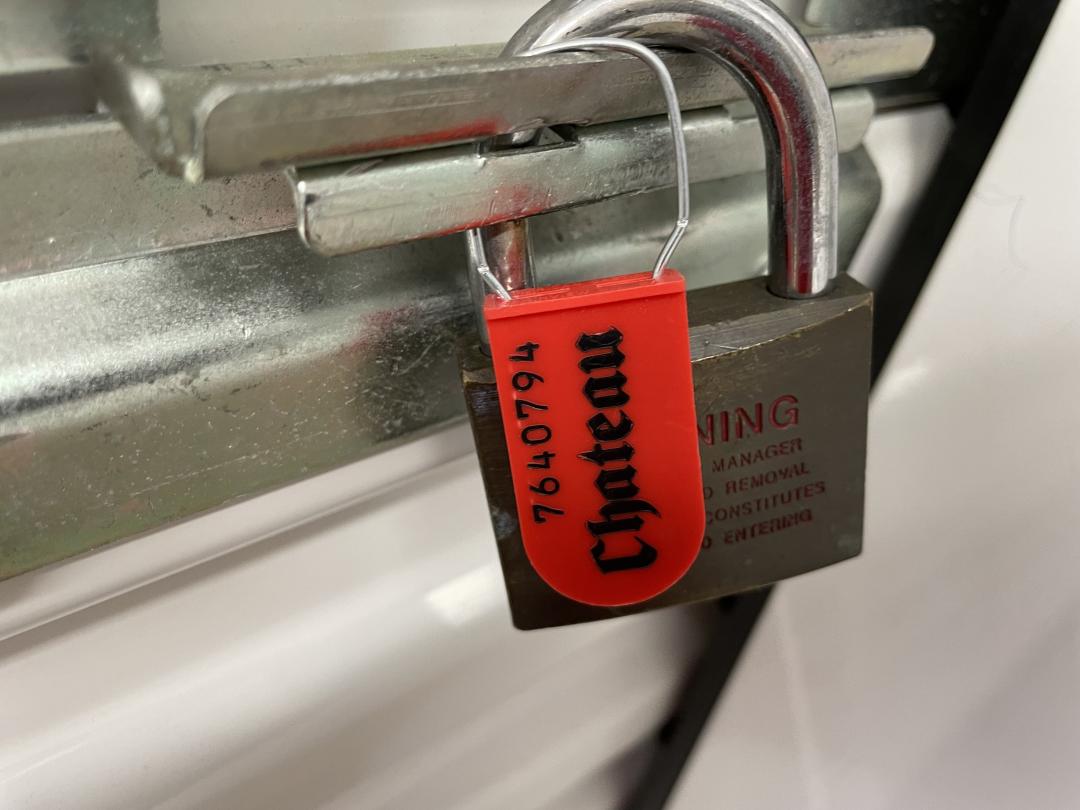 7640794
Chateau
NING
MANAGER
REMOVAL
CONSTITUTES
ENTERING